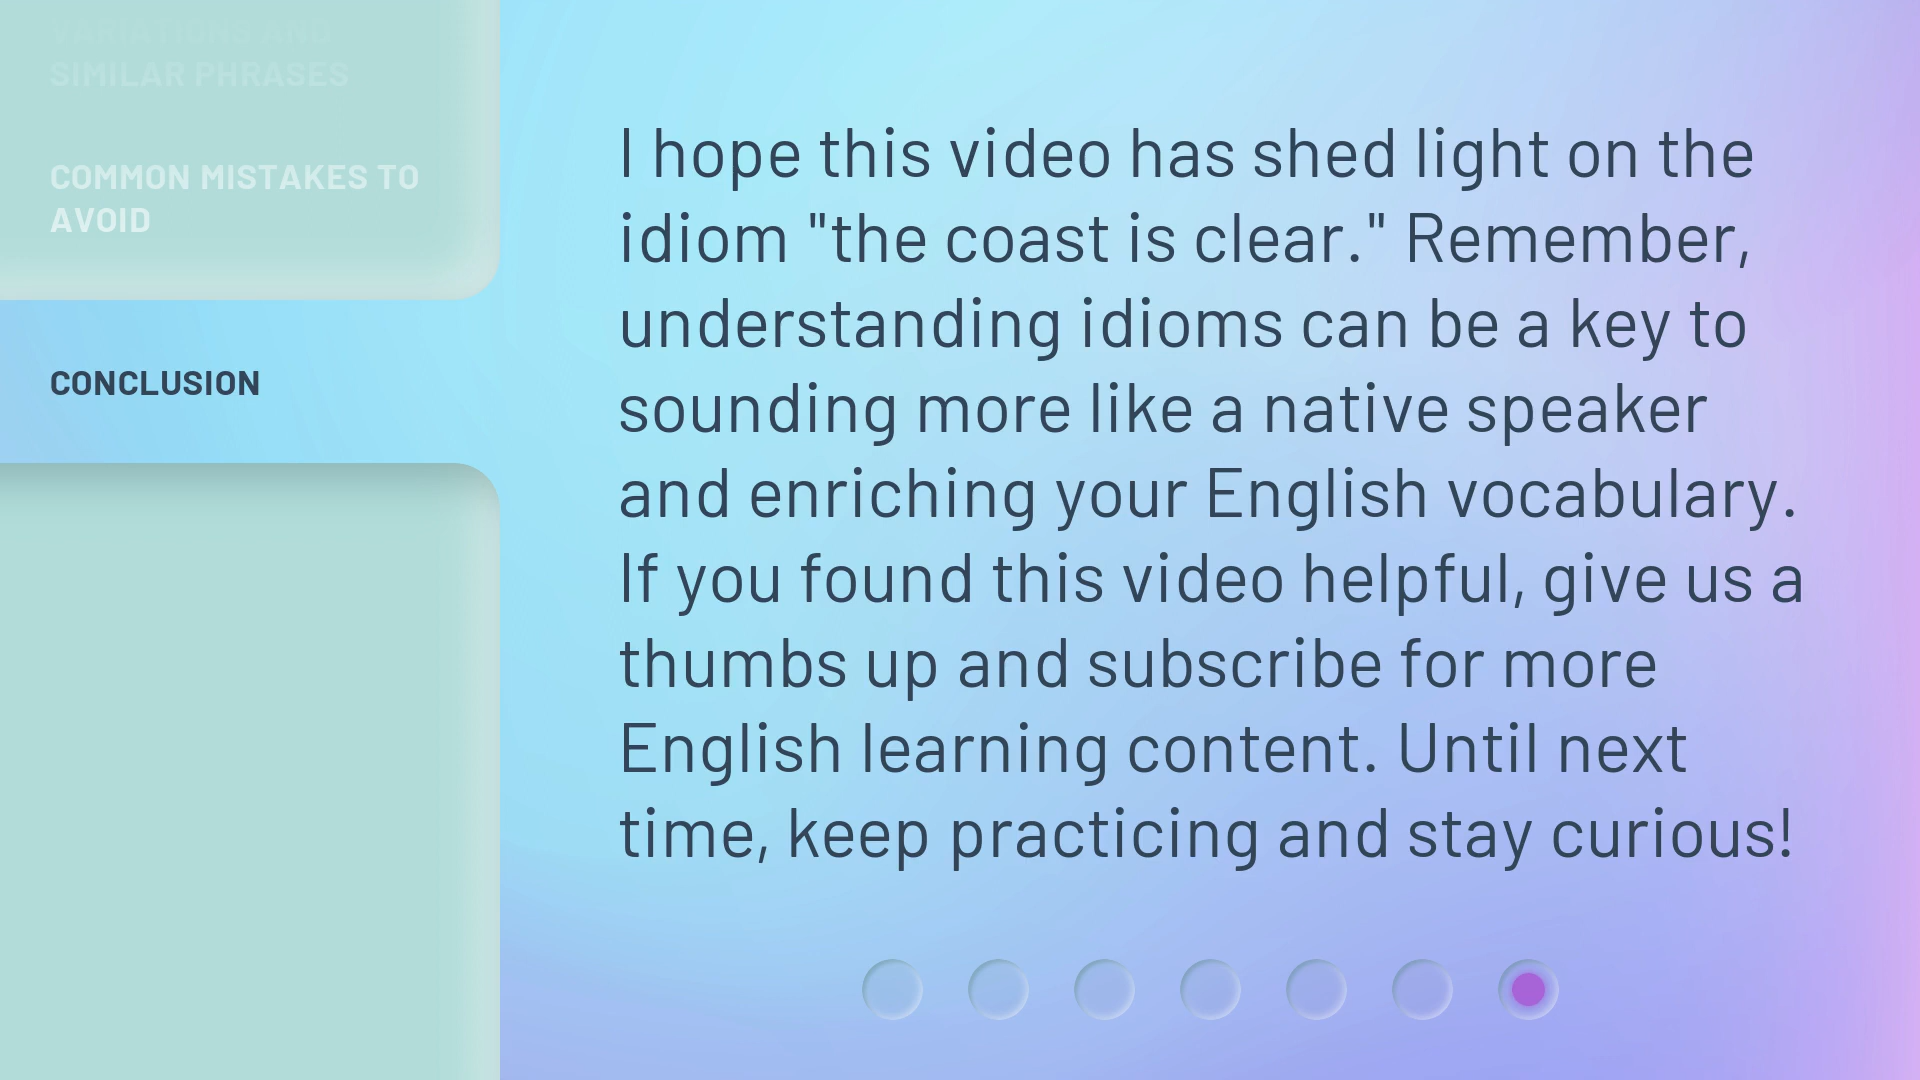 VARIATIONS AND
SIMILAR PHRASES
COMMON MISTAKES TO
AVOID
CONCLUSION
I hope this video has shed light on the
idiom "the coast is clear." Remember,
understanding idioms can be a key to
sounding more like a native speaker
and enriching your English vocabulary.
If you found this video helpful, give us a
thumbs up and subscribe for more
English learning content. Until next
time, keep practicing and stay curious!